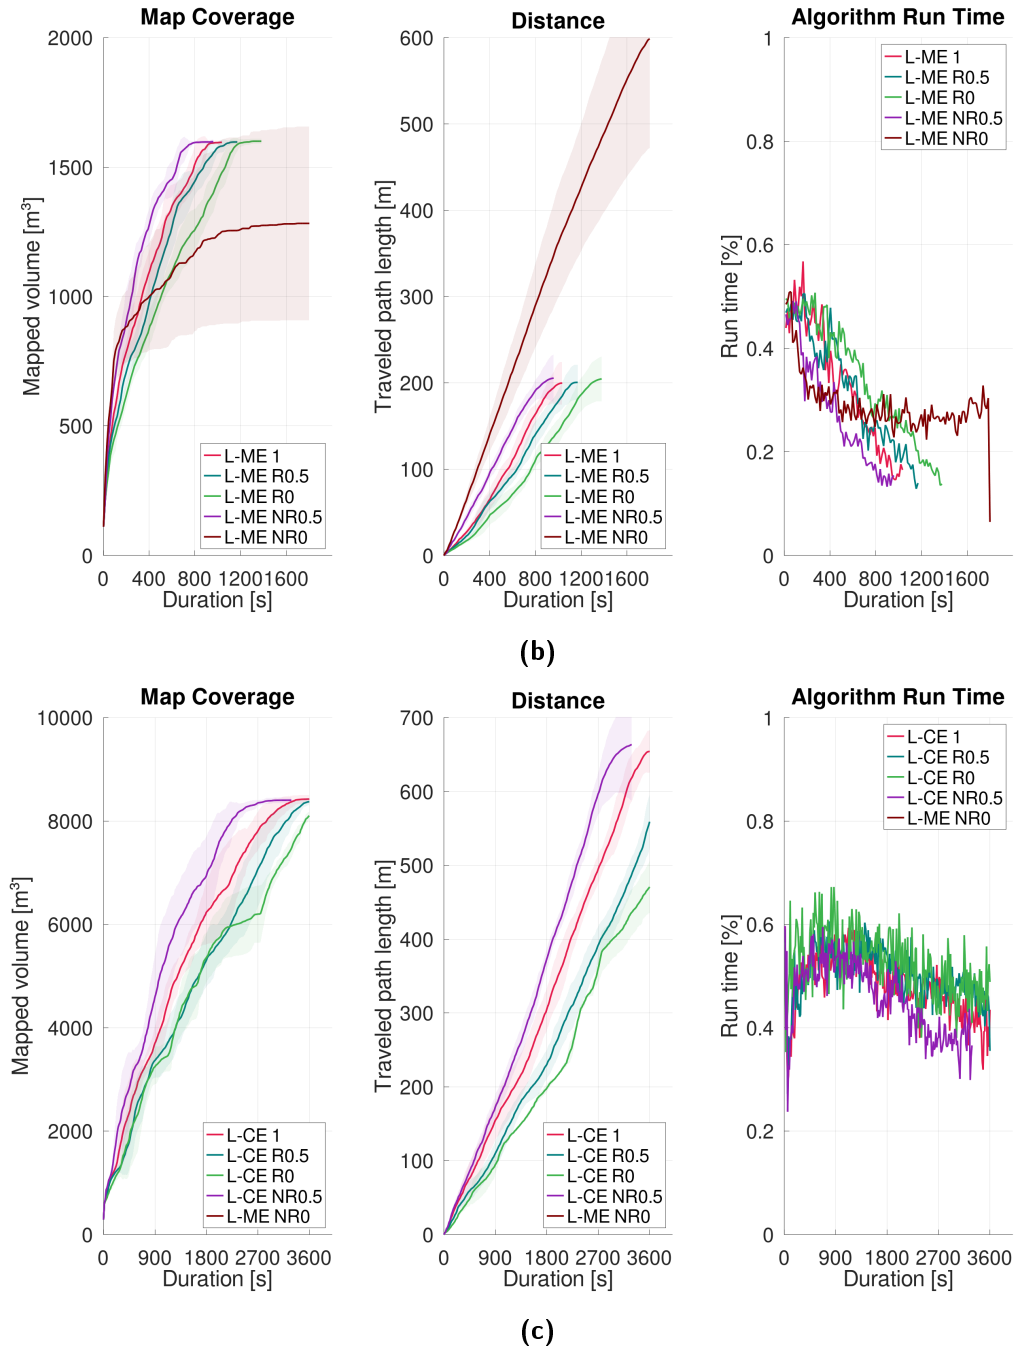 Map Coverage
Mapped volume [m³]
2000
1500
1000
500
0
0 400 800 1200 1600
Duration [s]
L-ME 1
L-ME R0.5
L-ME R0
L-ME NR0.5
L-ME NR0
Distance
Traveled path length [m]
600
500
400
300
200
100
0
0 400 800 1200 1600
Duration [s]
L-ME 1
L-ME R0.5
L-ME R0
L-ME NR0.5
L-ME NR0
Algorithm Run Time
Run time [%]
1
0.8
0.6
0.4
0.2
0
0 400 800 1200 1600
Duration [s]
L-ME 1
L-ME R0.5
L-ME R0
L-ME NR0.5
L-ME NR0
(b)
Map Coverage
Mapped volume [m³]
10000
8000
6000
4000
2000
0
0 900 1800 2700 3600
Duration [s]
L-CE 1
L-CE R0.5
L-CE R0
L-CE NR0.5
L-ME NR0
Distance
Traveled path length [m]
700
600
500
400
300
200
100
0
0 900 1800 2700 3600
Duration [s]
L-CE 1
L-CE R0.5
L-CE R0
L-CE NR0.5
L-ME NR0
Algorithm Run Time
Run time [%]
1
0.8
0.6
0.4
0.2
0
0 900 1800 2700 3600
Duration [s]
L-CE 1
L-CE R0.5
L-CE R0
L-CE NR0.5
L-ME NR0
(c)